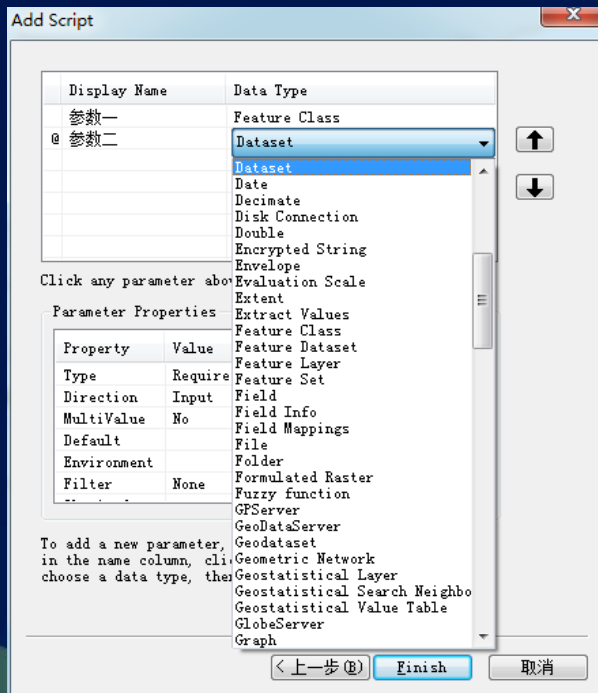 Add Script
Display Name Data Type
参数一 Feature Class
@ 参数二 Dataset
Dataset
Date
Decimate
Disk Connection
Double
Encrypted String
Envelope
Click any parameter abov Evaluation Scale
Extent
Parameter Prop Extract Values
Feature Class
Property Value Feature Dataset
Feature Layer
Type Require Feature Set
Direction Input Field
Field Info
MultiValue No Field Mappings
Default File
Folder
Environment Formulated Raster
Filter None Fuzzy function
GPServer
GeoDataServer
To add a new parameter, Geodataset
in the name column, cli Geometric Network
choose a data type, the Geostatistical Layer
Geostatistical Search Neighbo
Geostatistical Value Table
GlobeServer
Graph
< 上一步(B) Finish 取消